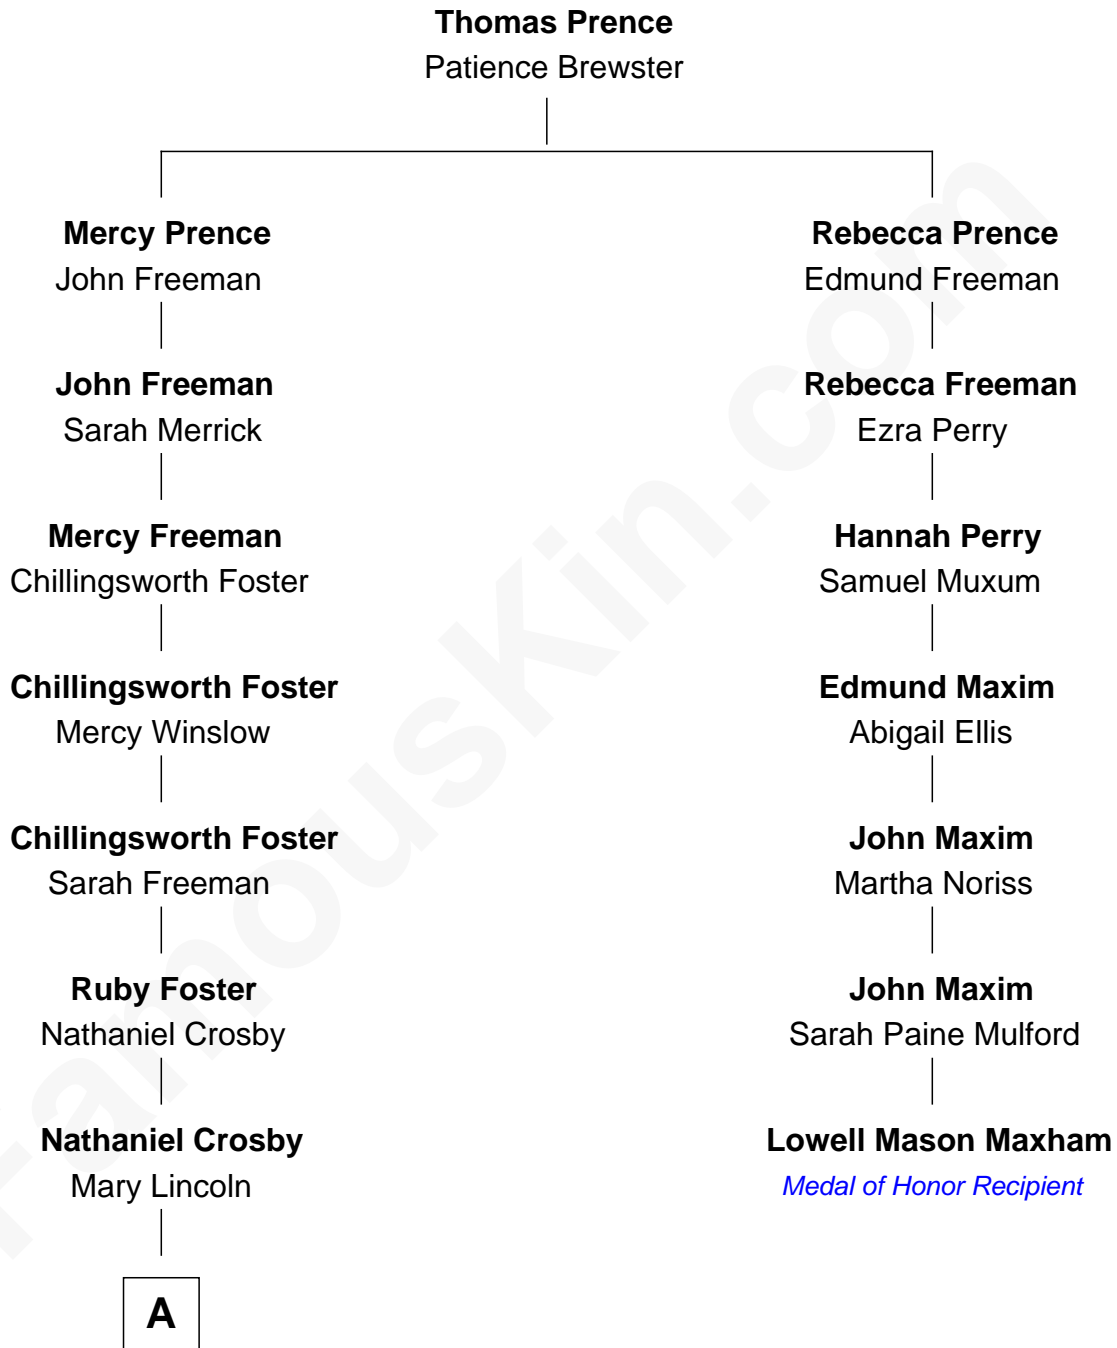 Thomas Prence
Patience Brewster
Mercy Prence
John Freeman
Rebecca Prence
Edmund Freeman
John Freeman
Sarah Merrick
Rebecca Freeman
Ezra Perry
Mercy Freeman
Chillingsworth Foster
Hannah Perry
Samuel Muxum
Chillingsworth Foster
Mercy Winslow
Edmund Maxim
Abigail Ellis
Chillingsworth Foster
Sarah Freeman
John Maxim
Martha Noriss
Ruby Foster
Nathaniel Crosby
John Maxim
Sarah Paine Mulford
Nathaniel Crosby
Mary Lincoln
Lowell Mason Maxham
Medal of Honor Recipient
A
FamousKin.com